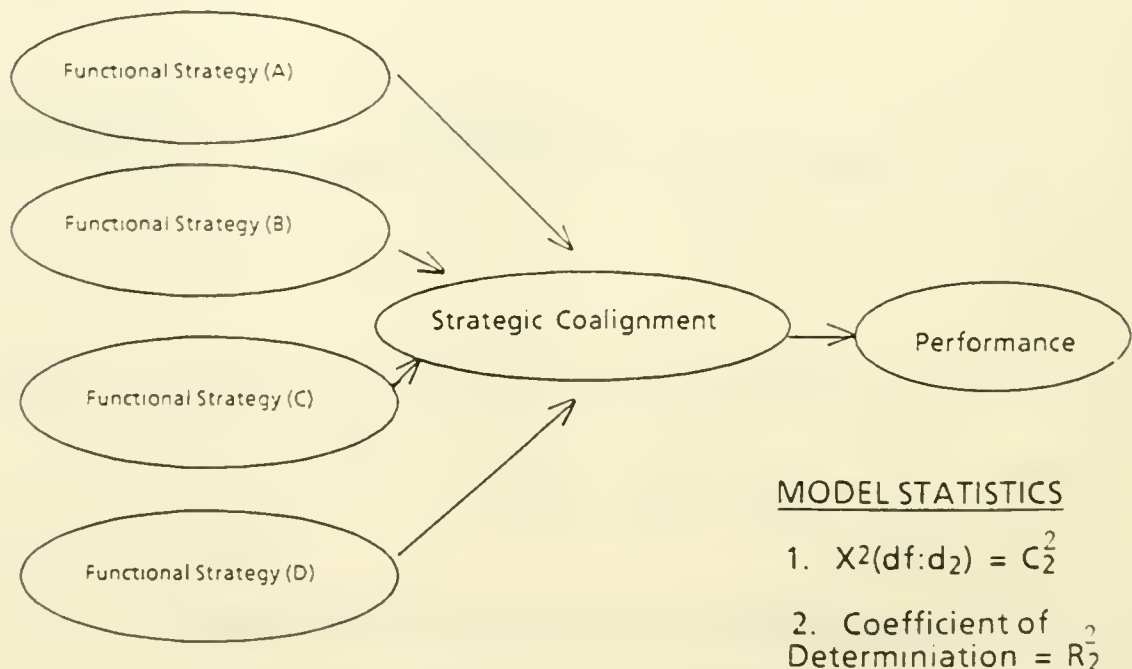 Functional Strategy (A)
Functional Strategy (B)
Strategic Coalignment
Performance
Functional Strategy (C)
Functional Strategy (D)
MODEL STATISTICS
1. X²(df:d₂) = C₂²
2. Coefficient of
Determiniation = R₂²